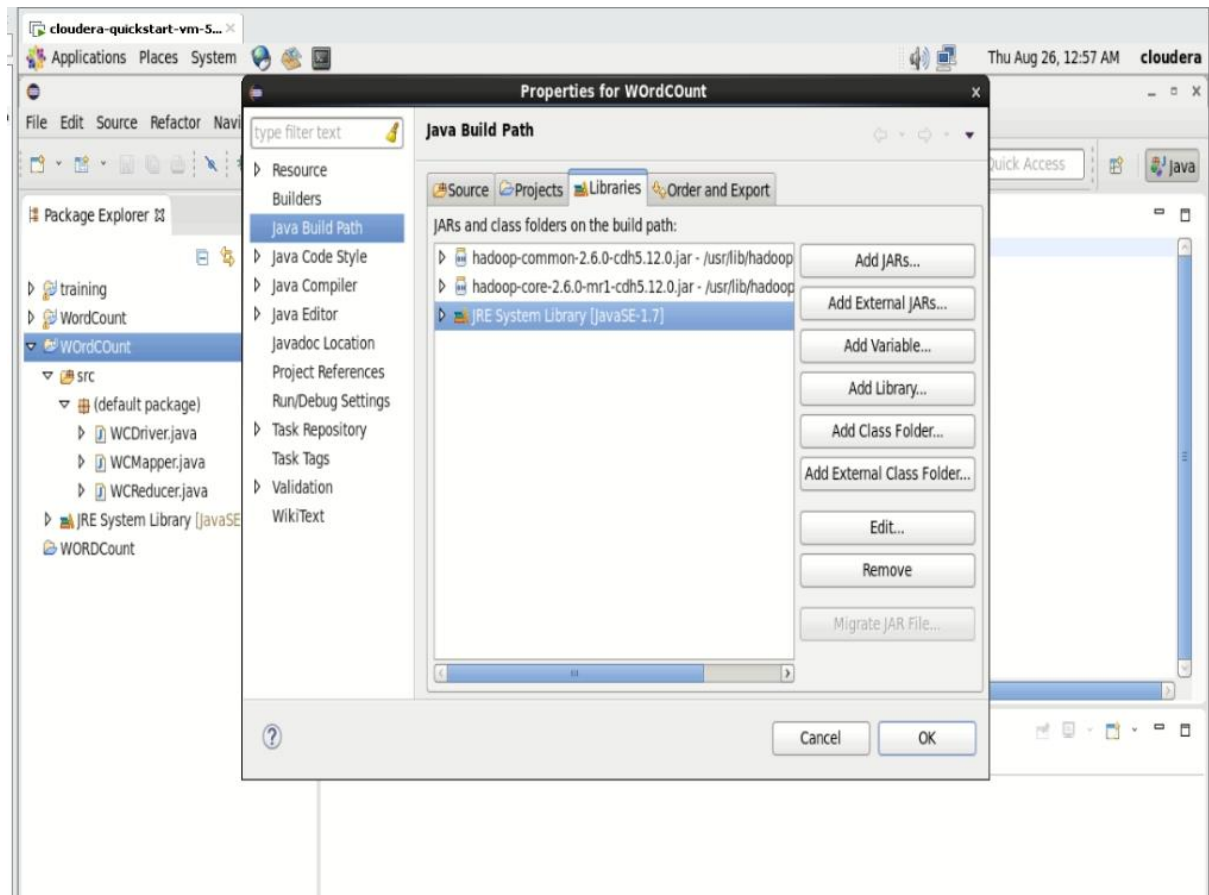 cloudera-quickstart-vm-5...
Applications Places System Thu Aug 26, 12:57 AM cloudera
Properties for WOrdCOunt
File Edit Source Refactor Navi
type filter text
Java Build Path
Quick Access
Java
Package Explorer
training
WordCount
WOrdCOunt
src
(default package)
WCDriver.java
WCMapper.java
WCReducer.java
JRE System Library [JavaSE
WORDCount
Resource
Builders
Java Build Path
Java Code Style
Java Compiler
Java Editor
Javadoc Location
Project References
Run/Debug Settings
Task Repository
Task Tags
Validation
WikiText
Source Projects Libraries Order and Export
JARs and class folders on the build path:
hadoop-common-2.6.0-cdh5.12.0.jar - /usr/lib/hadoop
hadoop-core-2.6.0-mr1-cdh5.12.0.jar - /usr/lib/hadoop
JRE System Library [JavaSE-1.7]
Add JARs...
Add External JARs...
Add Variable...
Add Library...
Add Class Folder...
Add External Class Folder...
Edit...
Remove
Migrate JAR File...
Cancel
OK